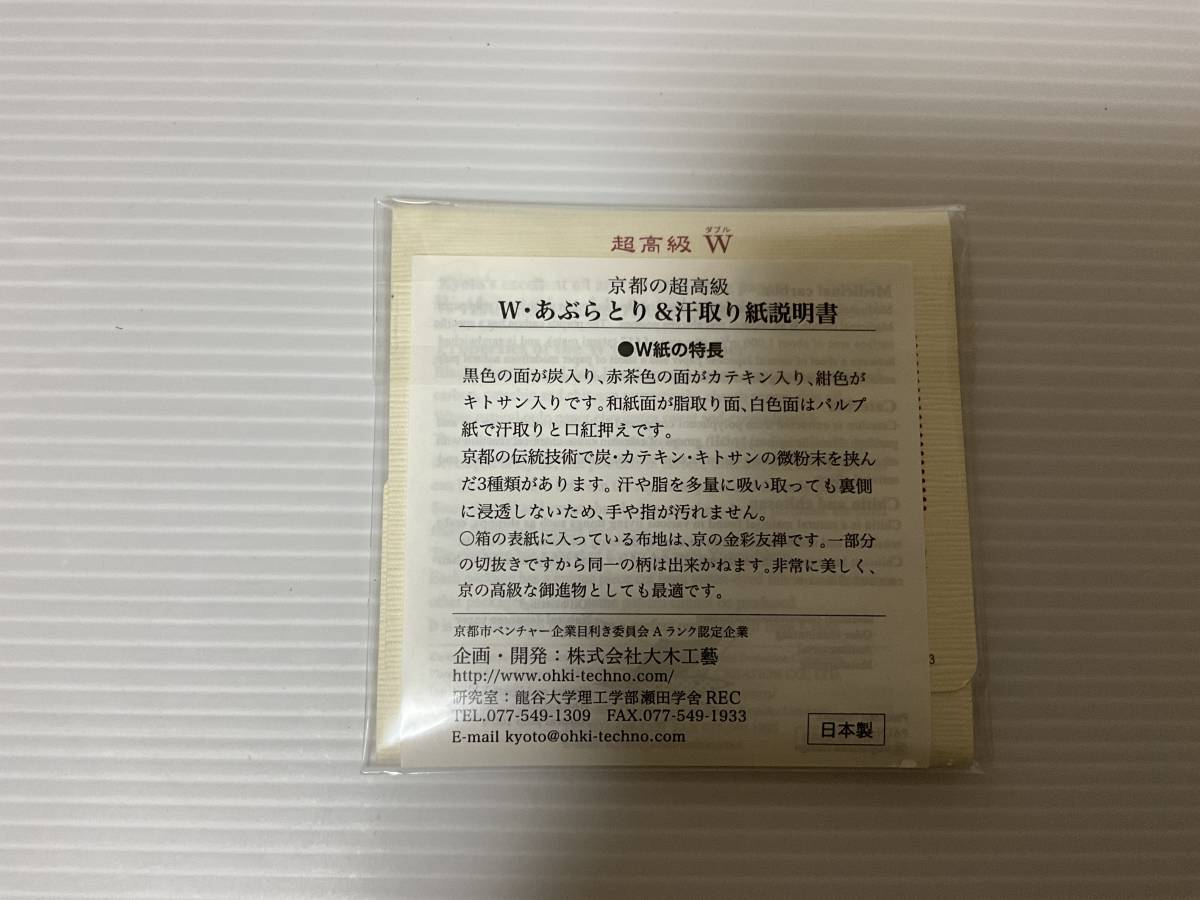 超高級 W
ダブル
京都の超高級
W・あぶらとり&汗取り紙説明書
●W紙の特長
黒色の面が炭入り、赤茶色の面がカテキン入り、紺色が
キトサン入りです。和紙面が脂取り面、白色面はパルプ
紙で汗取りと口紅押えです。
京都の伝統技術で炭・カテキン・キトサンの微粉末を挟ん
だ3種類があります。汗や脂を多量に吸い取っても裏側
に浸透しないため、手や指が汚れません。
○箱の表紙に入っている布地は、京の金彩友禅です。一部分
の切抜きですから同一の柄は出来かねます。非常に美しく、
京の高級な御進物としても最適です。
京都市ベンチャー企業目利き委員会Aランク認定企業
企画・開発：株式会社大木工藝
http://www.ohki-techno.com/
研究室：龍谷大学理工学部瀬田学舎REC
TEL.077-549-1309 FAX.077-549-1933
E-mail kyoto@ohki-techno.com
日本製
3